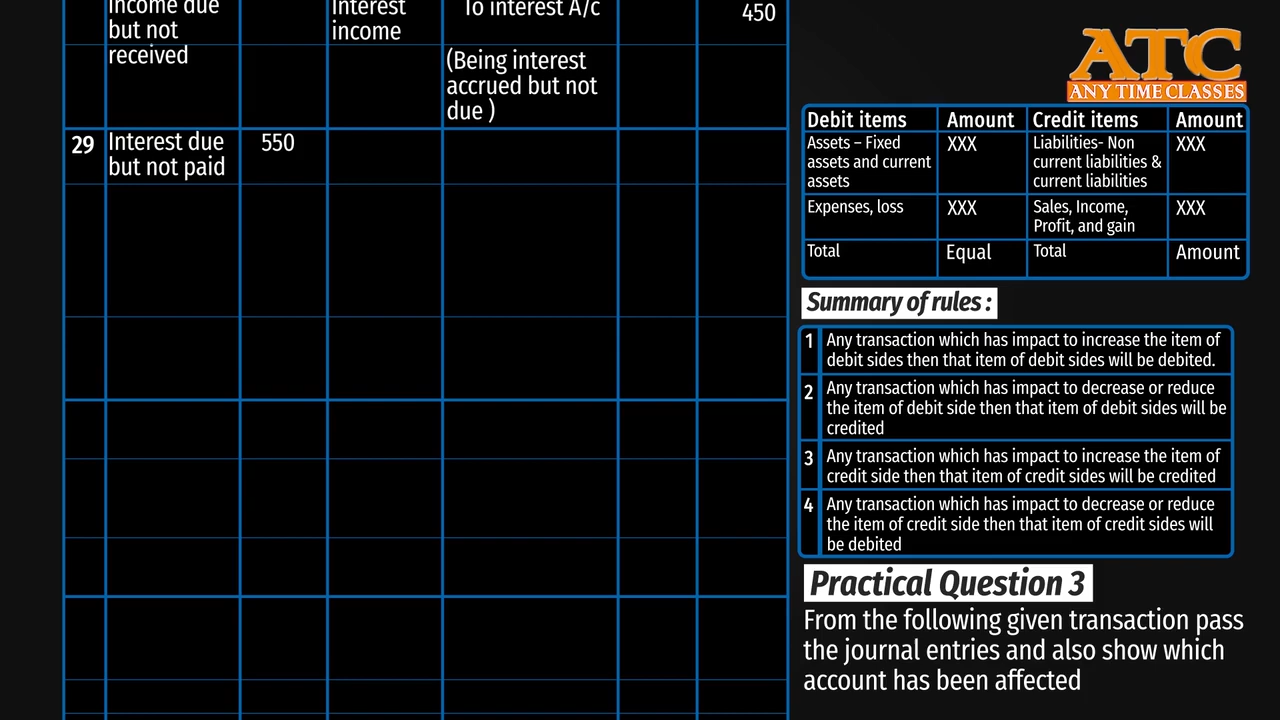 Income due
but not
received
Interest
income
To interest A/c
450
(Being interest
accrued but not
due )
29
Interest due
but not paid
550
ATC
ANY TIME CLASSES
Debit items Amount Credit items Amount
Assets – Fixed
assets and current
assets
XXX
Liabilities- Non
current liabilities &
current liabilities
XXX
Expenses, loss
XXX
Sales, Income,
Profit, and gain
XXX
Total Equal Total Amount
Summary of rules :
1 Any transaction which has impact to increase the item of
debit sides then that item of debit sides will be debited.
2 Any transaction which has impact to decrease or reduce
the item of debit side then that item of debit sides will be
credited
3 Any transaction which has impact to increase the item of
credit side then that item of credit sides will be credited
4 Any transaction which has impact to decrease or reduce
the item of credit side then that item of credit sides will
be debited
Practical Question 3
From the following given transaction pass
the journal entries and also show which
account has been affected